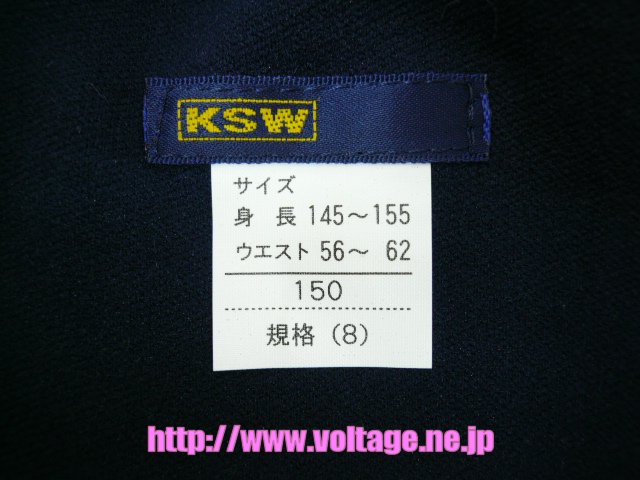 KSW
サイズ
身 長 145～155
ウエスト 56～ 62
150
規格 (8)
http://www.voltage.ne.jp